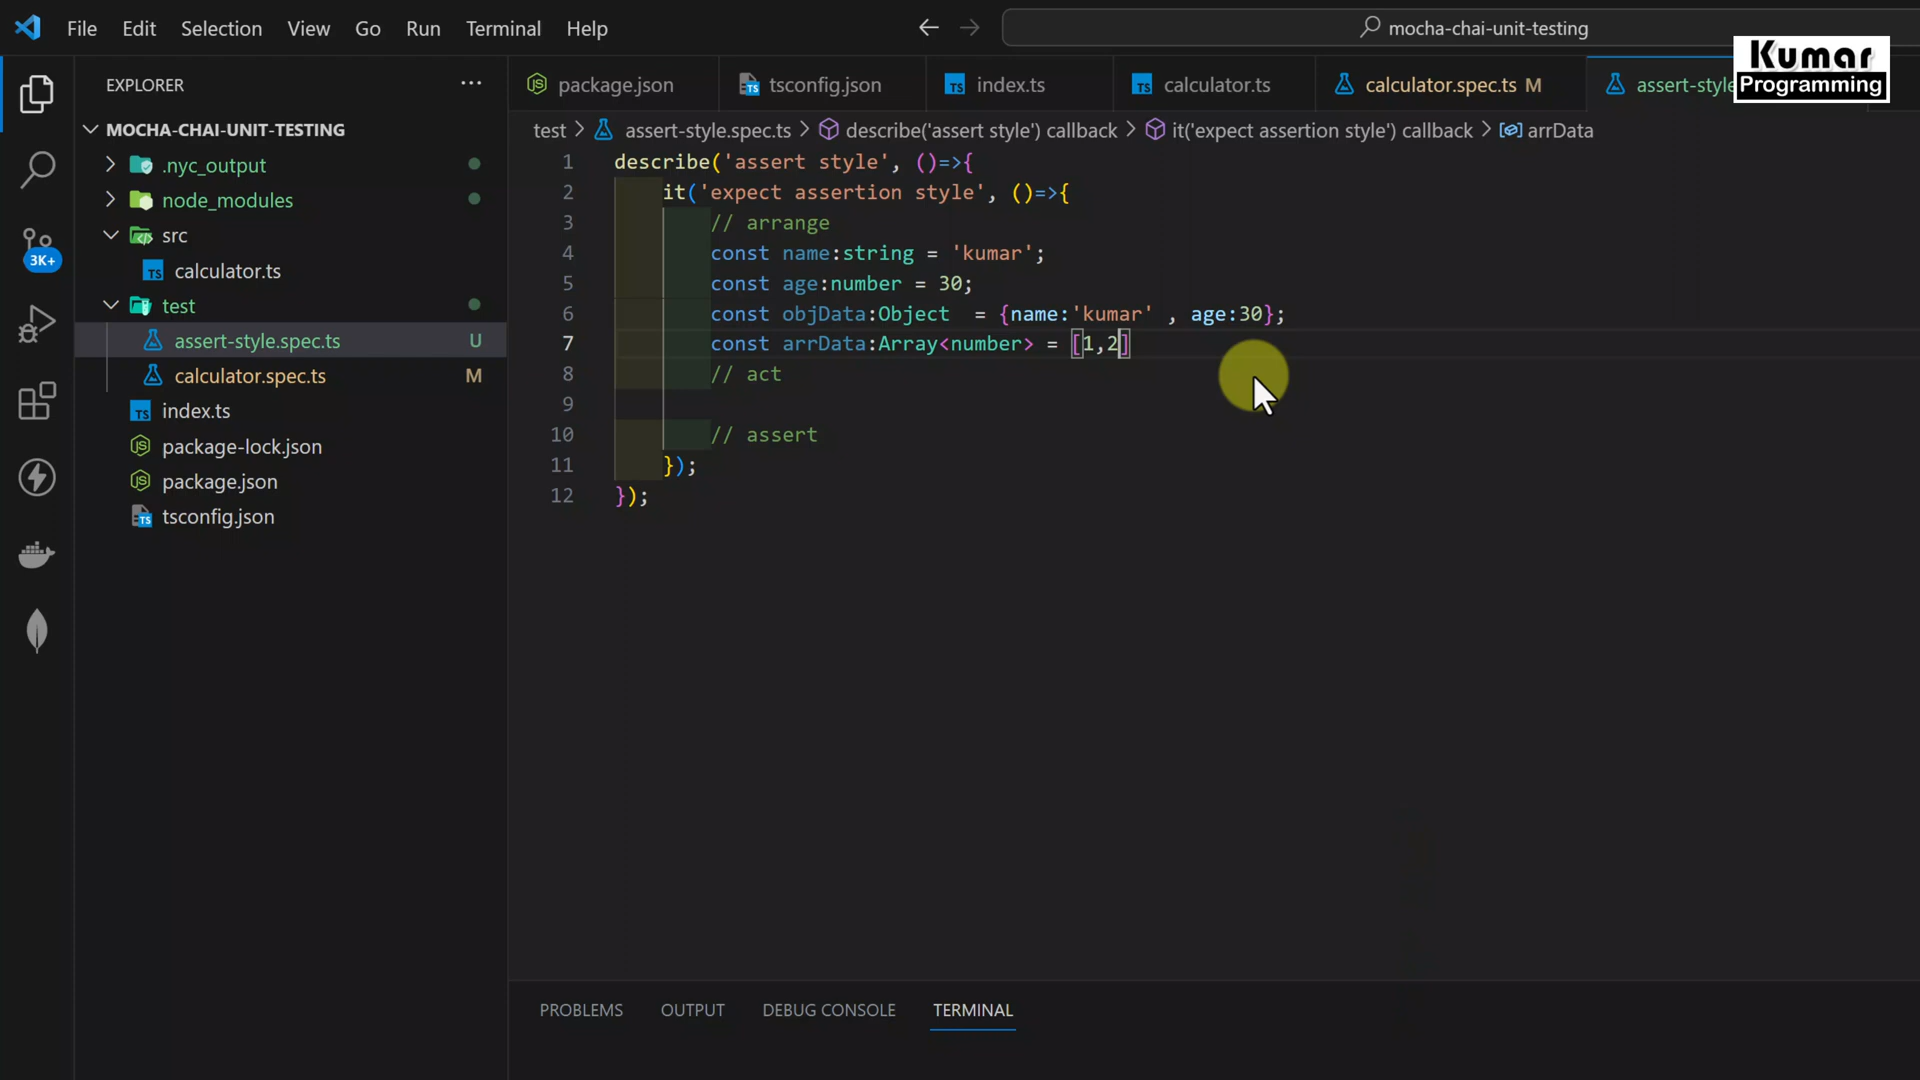 File Edit Selection View Go Run Terminal Help
mocha-chai-unit-testing
Kumar
Programming
EXPLORER
MOCHA-CHAI-UNIT-TESTING
.nyc_output
node_modules
src
TS calculator.ts
test
assert-style.spec.ts U
calculator.spec.ts M
TS index.ts
package-lock.json
package.json
TS tsconfig.json
3K+
package.json
TS tsconfig.json
TS index.ts
TS calculator.ts
calculator.spec.ts M
assert-style
test > assert-style.spec.ts > describe('assert style') callback > it('expect assertion style') callback > arrData
1 describe('assert style', ()=>{
2 it('expect assertion style', ()=>{
3 // arrange
4 const name:string = 'kumar';
5 const age:number = 30;
6 const objData:Object  = {name:'kumar' , age:30};
7 const arrData:Array<number> = [1,2]
8 // act
9
10 // assert
11 });
12 });
PROBLEMS OUTPUT DEBUG CONSOLE TERMINAL